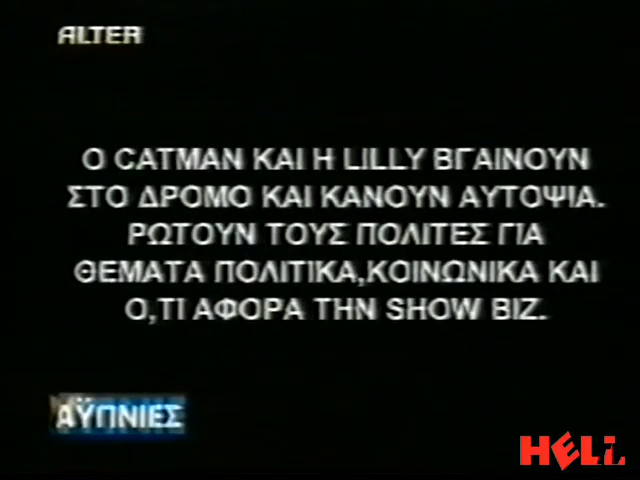 ALTER
Ο CATMAN ΚΑΙ Η LILLY ΒΓΑΙΝΟΥΝ
ΣΤΟ ΔΡΟΜΟ ΚΑΙ ΚΑΝΟΥΝ ΑΥΤΟΨΙΑ.
ΡΩΤΟΥΝ ΤΟΥΣ ΠΟΛΙΤΕΣ ΓΙΑ
ΘΕΜΑΤΑ ΠΟΛΙΤΙΚΑ,ΚΟΙΝΩΝΙΚΑ ΚΑΙ
Ο,ΤΙ ΑΦΟΡΑ ΤΗΝ SHOW BIZ.
ΑΫΠΝΙΕΣ
HELL